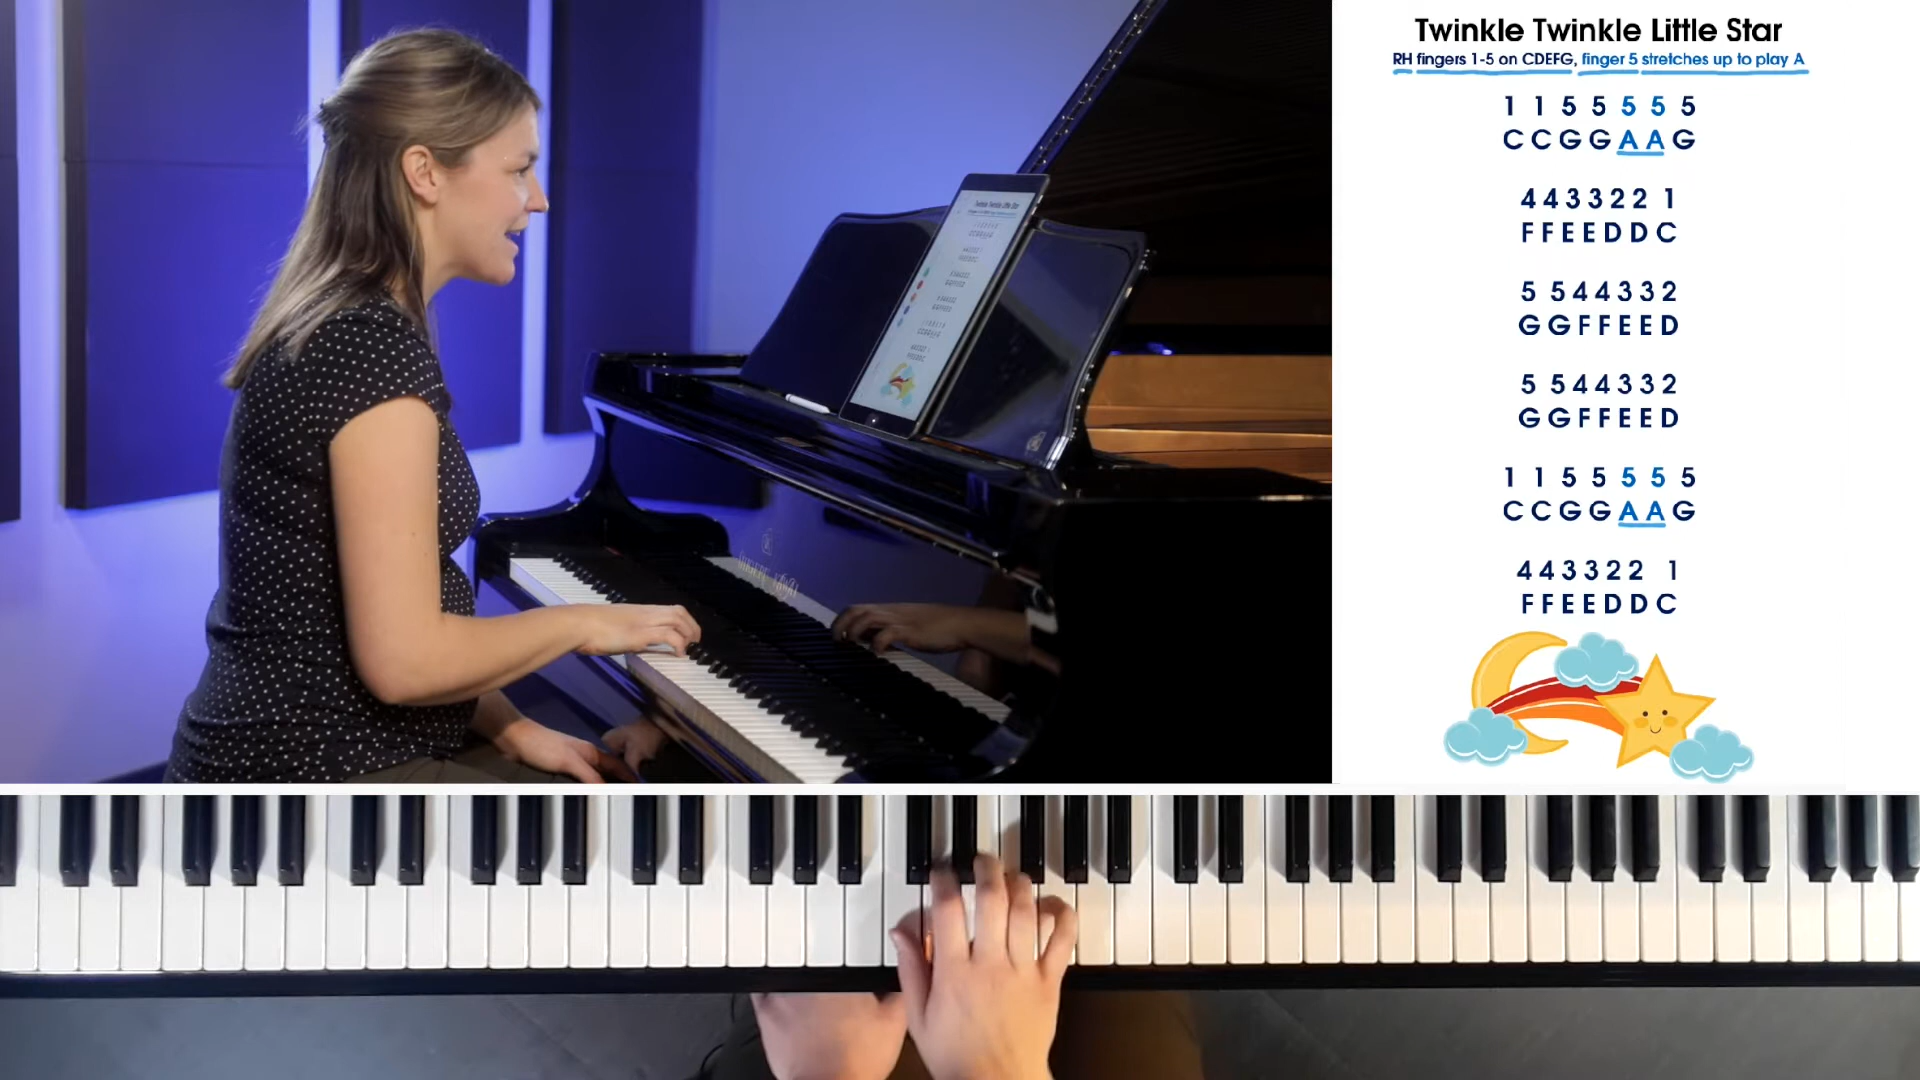 Twinkle Twinkle Little Star
RH fingers 1-5 on CDEFG, finger 5 stretches up to play A
1 1 5 5 5 5 5
C C G G A A G
4 4 3 3 2 2 1
F F E E D D C
5 5 4 4 3 3 2
G G F F E E D
5 5 4 4 3 3 2
G G F F E E D
1 1 5 5 5 5 5
C C G G A A G
4 4 3 3 2 2 1
F F E E D D C